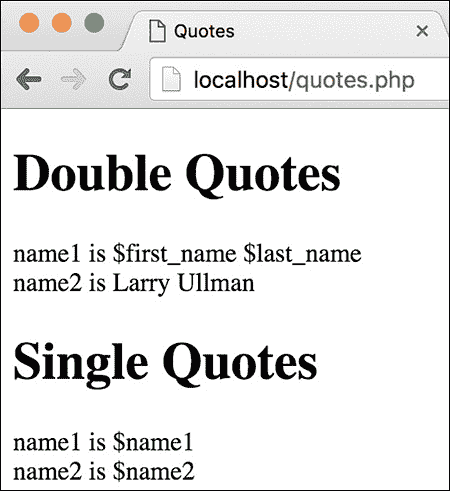 Quotes
localhost/quotes.php
Double Quotes
name1 is $first_name $last_name
name2 is Larry Ullman
Single Quotes
name1 is $name1
name2 is $name2